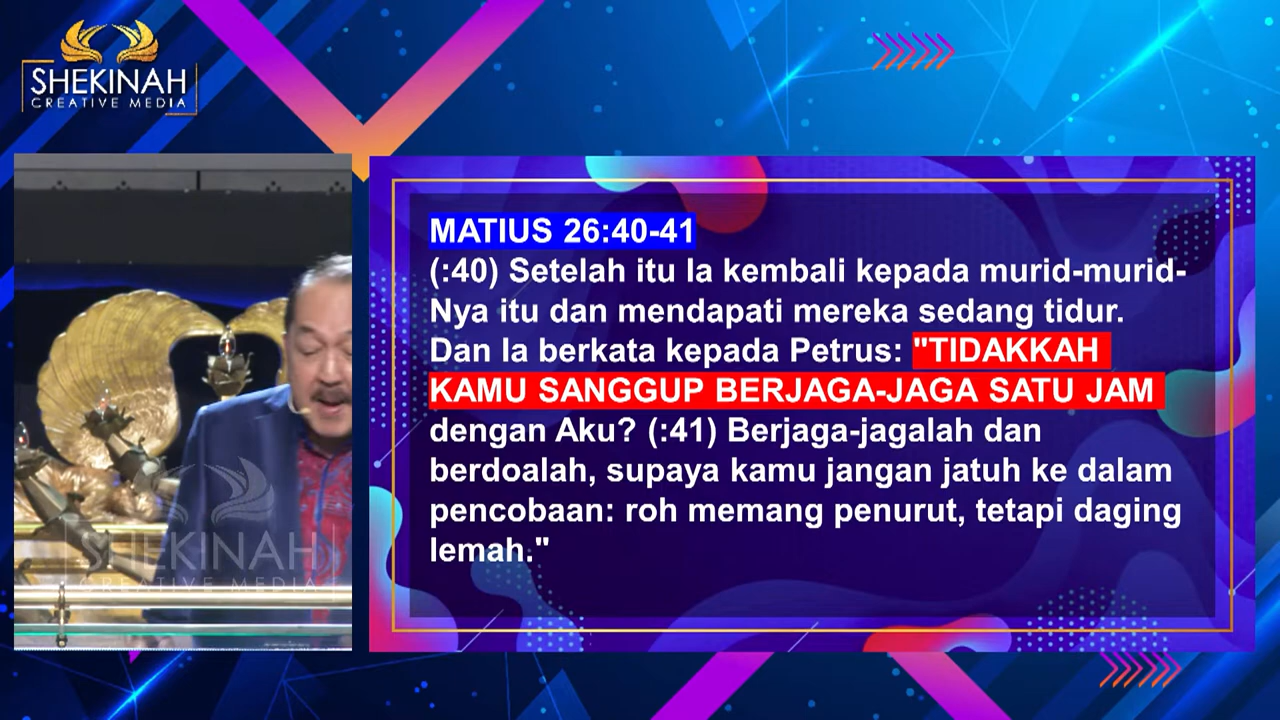 SHEKINAH
CREATIVE MEDIA
MATIUS 26:40-41
(:40) Setelah itu Ia kembali kepada murid-murid-
Nya itu dan mendapati mereka sedang tidur.
Dan Ia berkata kepada Petrus: "TIDAKKAH
KAMU SANGGUP BERJAGA-JAGA SATU JAM
dengan Aku? (:41) Berjaga-jagalah dan
berdoalah, supaya kamu jangan jatuh ke dalam
pencobaan: roh memang penurut, tetapi daging
lemah."
SHEKINAH
CREATIVE MEDIA